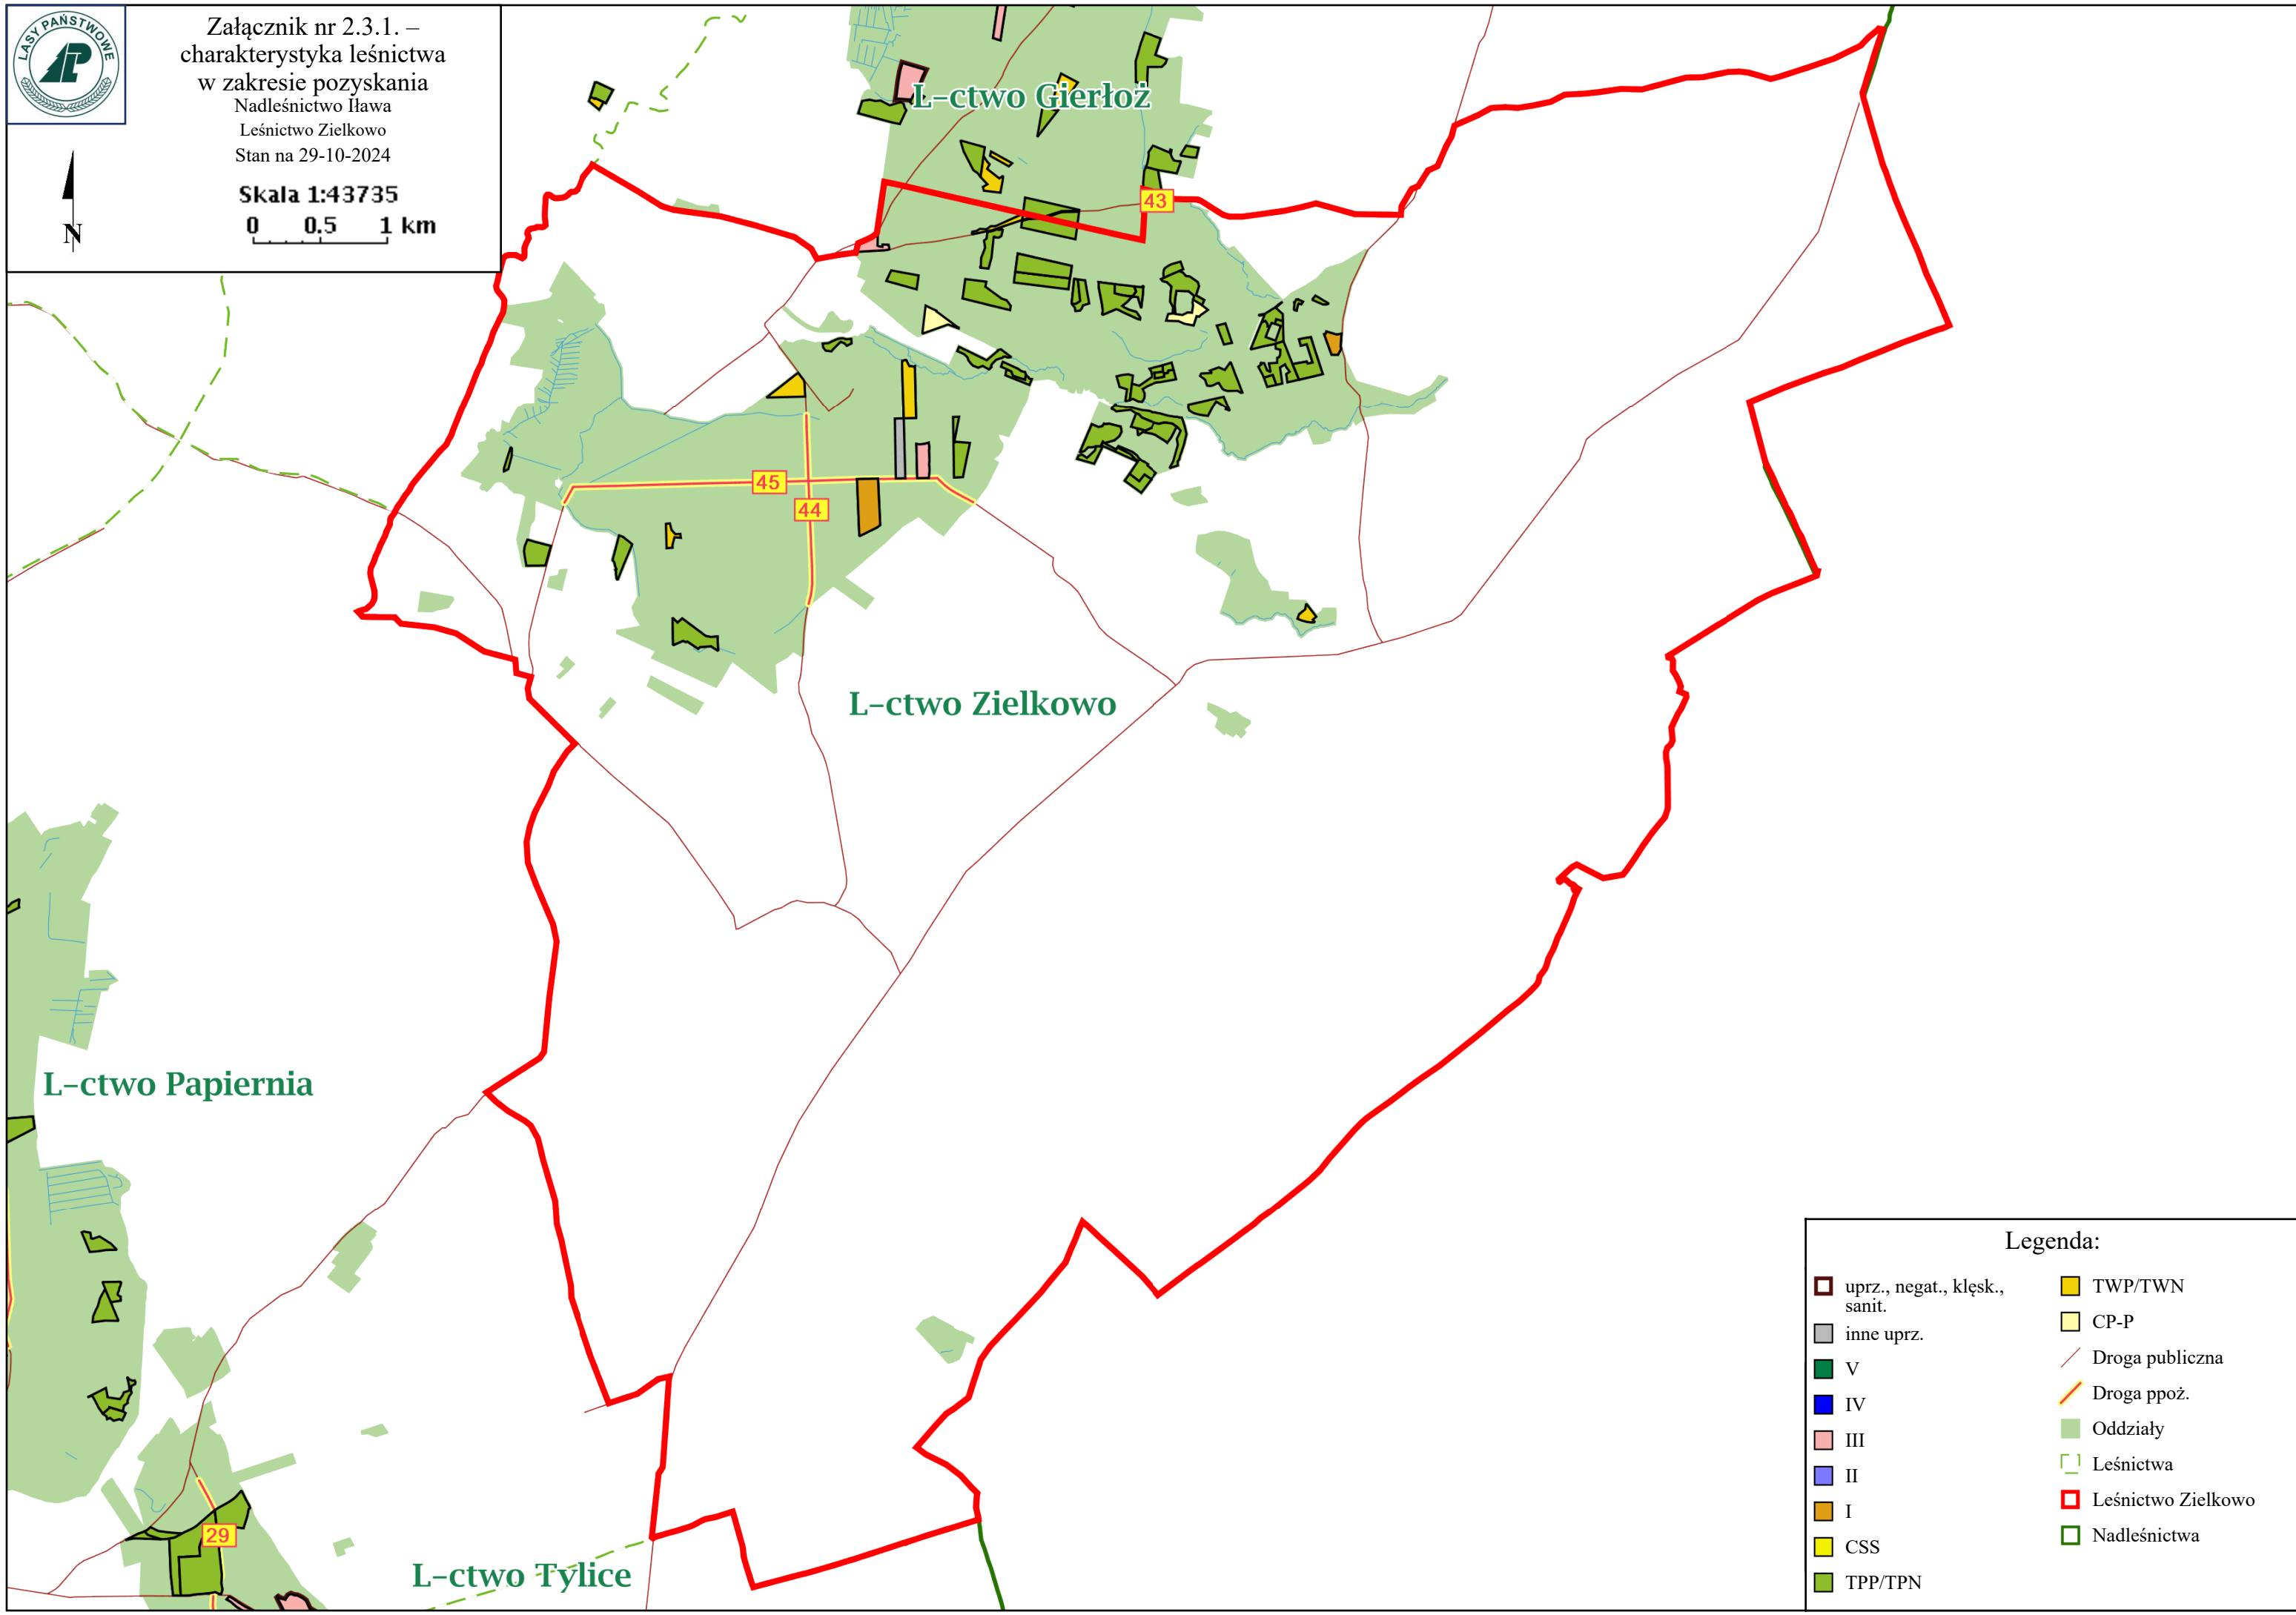 LASY PAŃSTWOWE
Załącznik nr 2.3.1. –
charakterystyka leśnictwa
w zakresie pozyskania
Nadleśnictwo Iława
Leśnictwo Zielkowo
Stan na 29-10-2024
Skala 1:43735
0 0.5 1 km
N
L-ctwo Gierłoż
43
45
44
L-ctwo Zielkowo
L-ctwo Papiernia
29
L-ctwo Tylice
Legenda:
uprz., negat., klęsk.,
sanit.
inne uprz.
V
IV
III
II
I
CSS
TPP/TPN
TWP/TWN
CP-P
Droga publiczna
Droga ppoż.
Oddziały
Leśnictwa
Leśnictwo Zielkowo
Nadleśnictwa